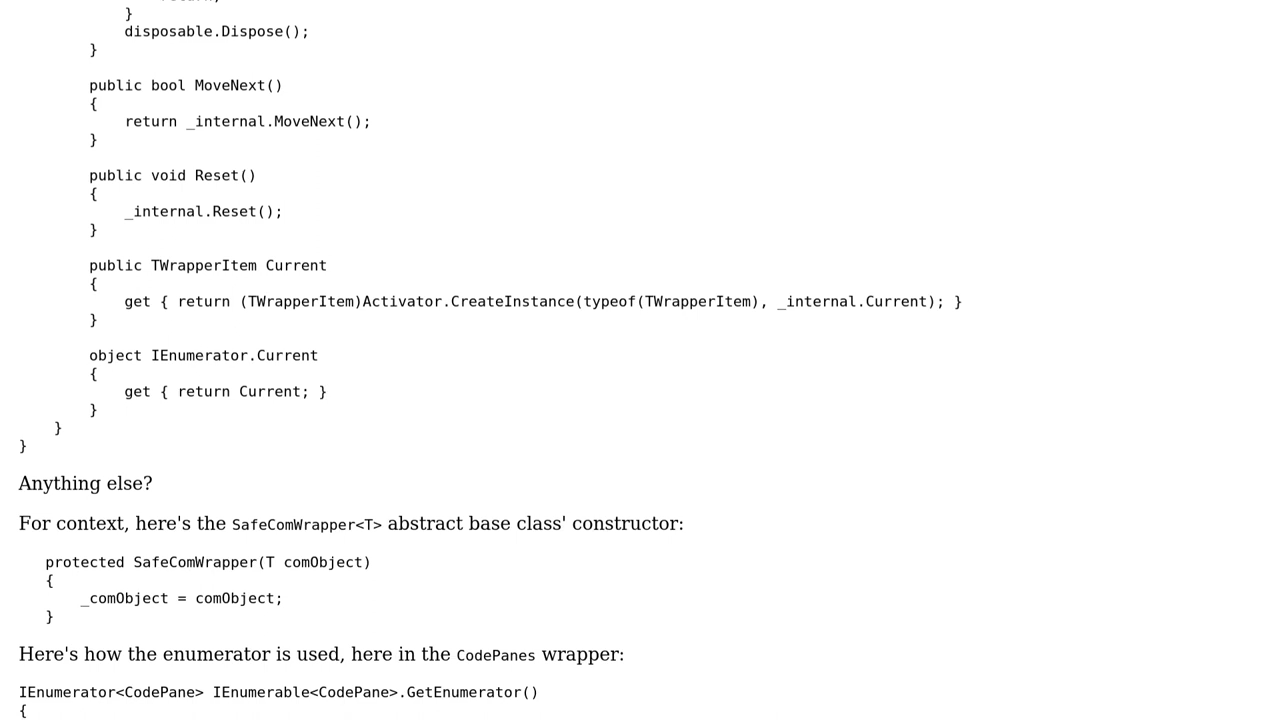 }
disposable.Dispose();
}
public bool MoveNext()
{
return _internal.MoveNext();
}
public void Reset()
{
_internal.Reset();
}
public TWrapperItem Current
{
get { return (TWrapperItem)Activator.CreateInstance(typeof(TWrapperItem), _internal.Current); }
}
object IEnumerator.Current
{
get { return Current; }
}
}
}
Anything else?
For context, here's the SafeComWrapper<T> abstract base class' constructor:
protected SafeComWrapper(T comObject)
{
_comObject = comObject;
}
Here's how the enumerator is used, here in the CodePanes wrapper:
IEnumerator<CodePane> IEnumerable<CodePane>.GetEnumerator()
{